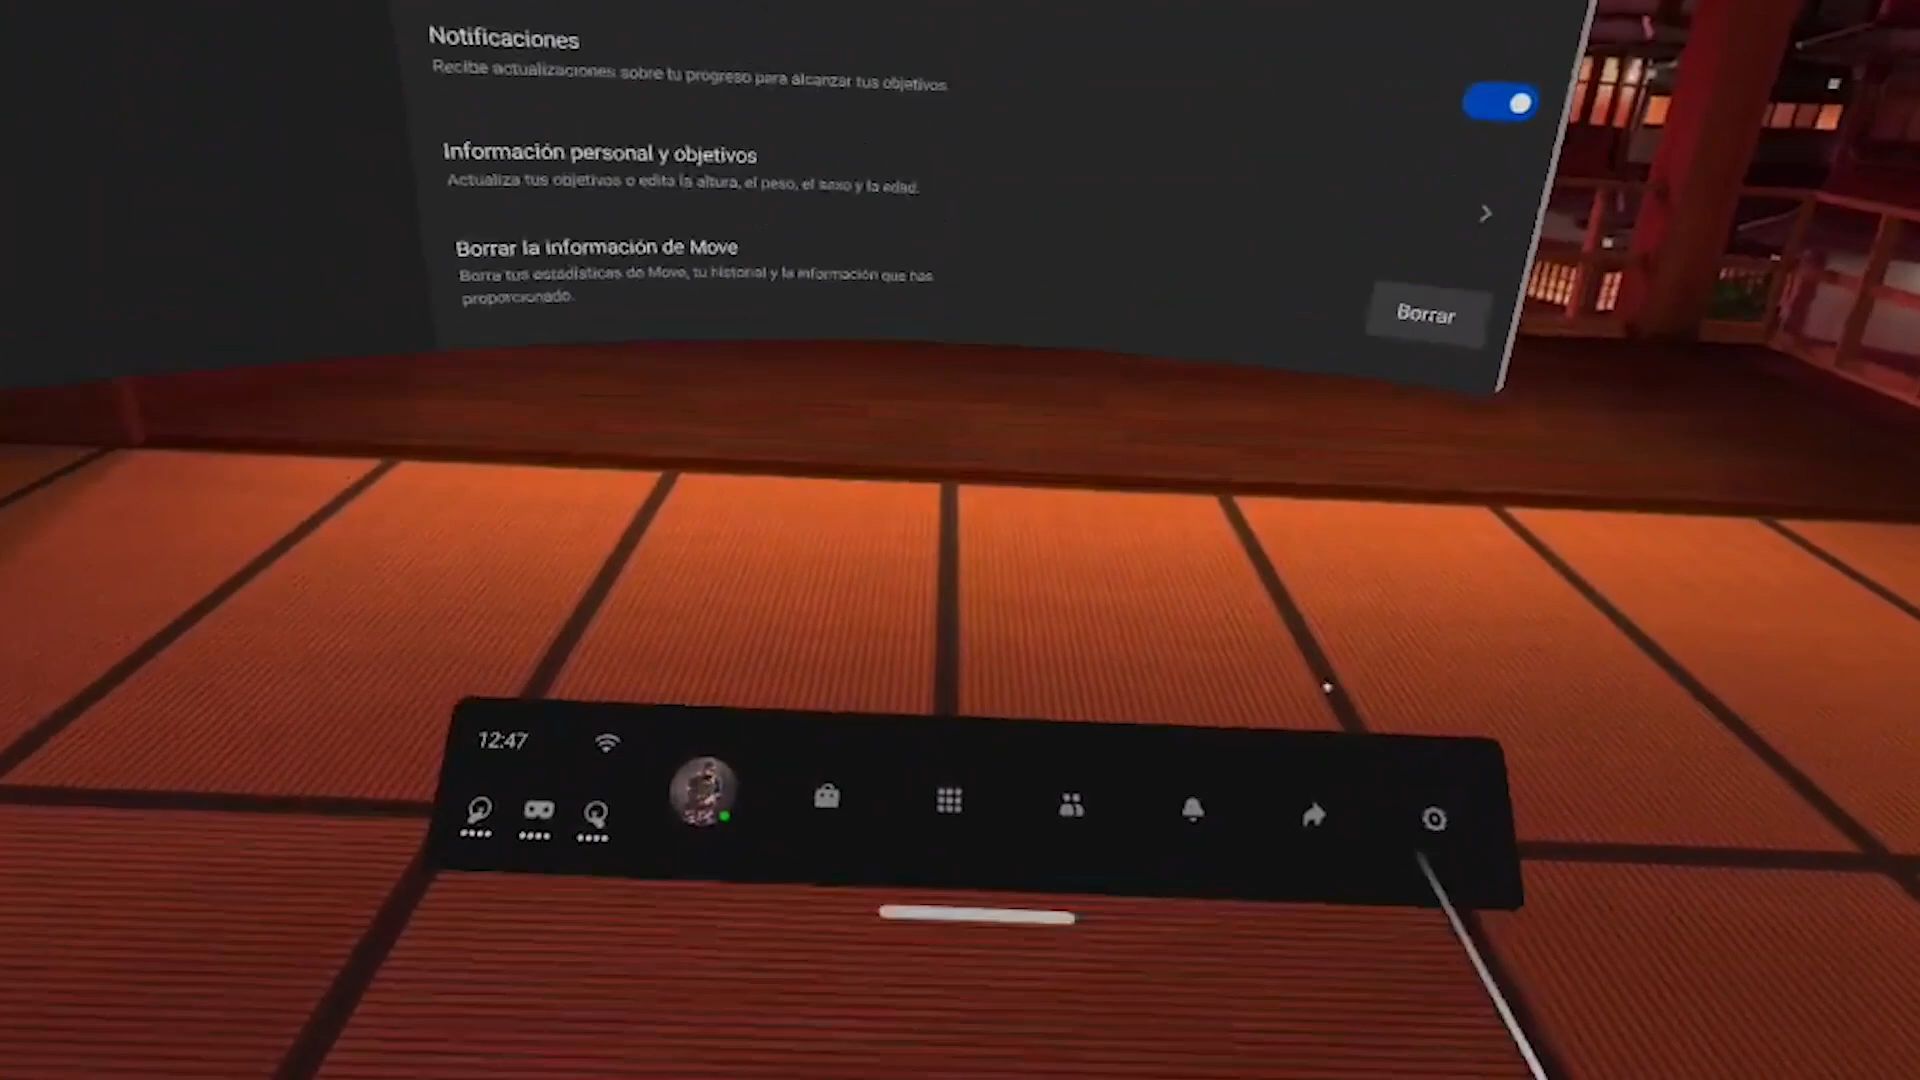 Notificaciones
Recibe actualizaciones sobre tu progreso para alcanzar tus objetivos.
Información personal y objetivos
Actualiza tus objetivos o edita la altura, el peso, el sexo y la edad.
Borrar la información de Move
Borra tus estadísticas de Move, tu historial y la información que has
proporcionado.
Borrar
12:47